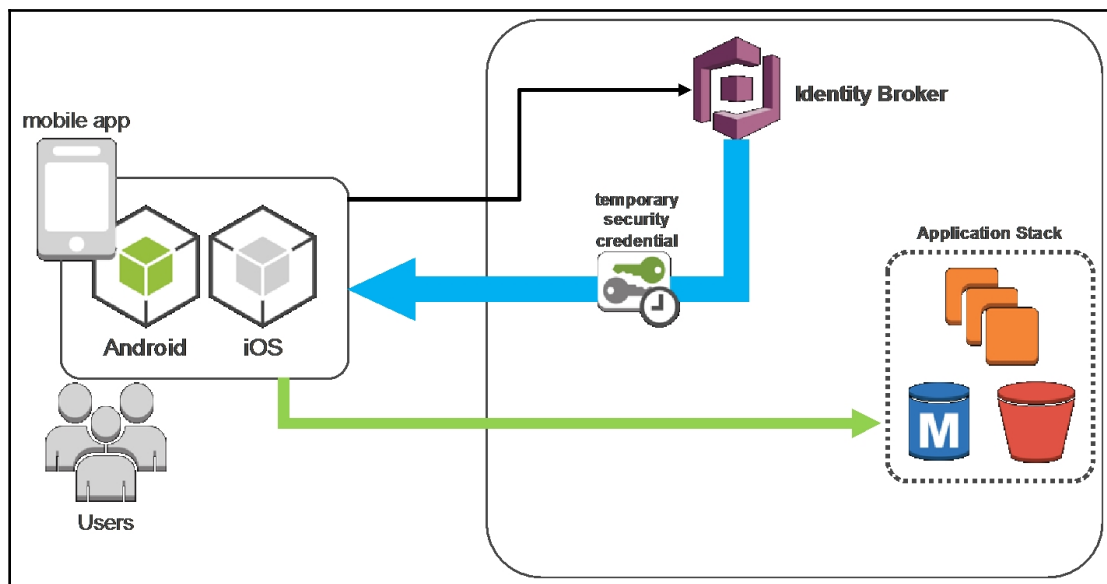 mobile app
Android
iOS
Users
Identity Broker
temporary
security
credential
Application Stack
M